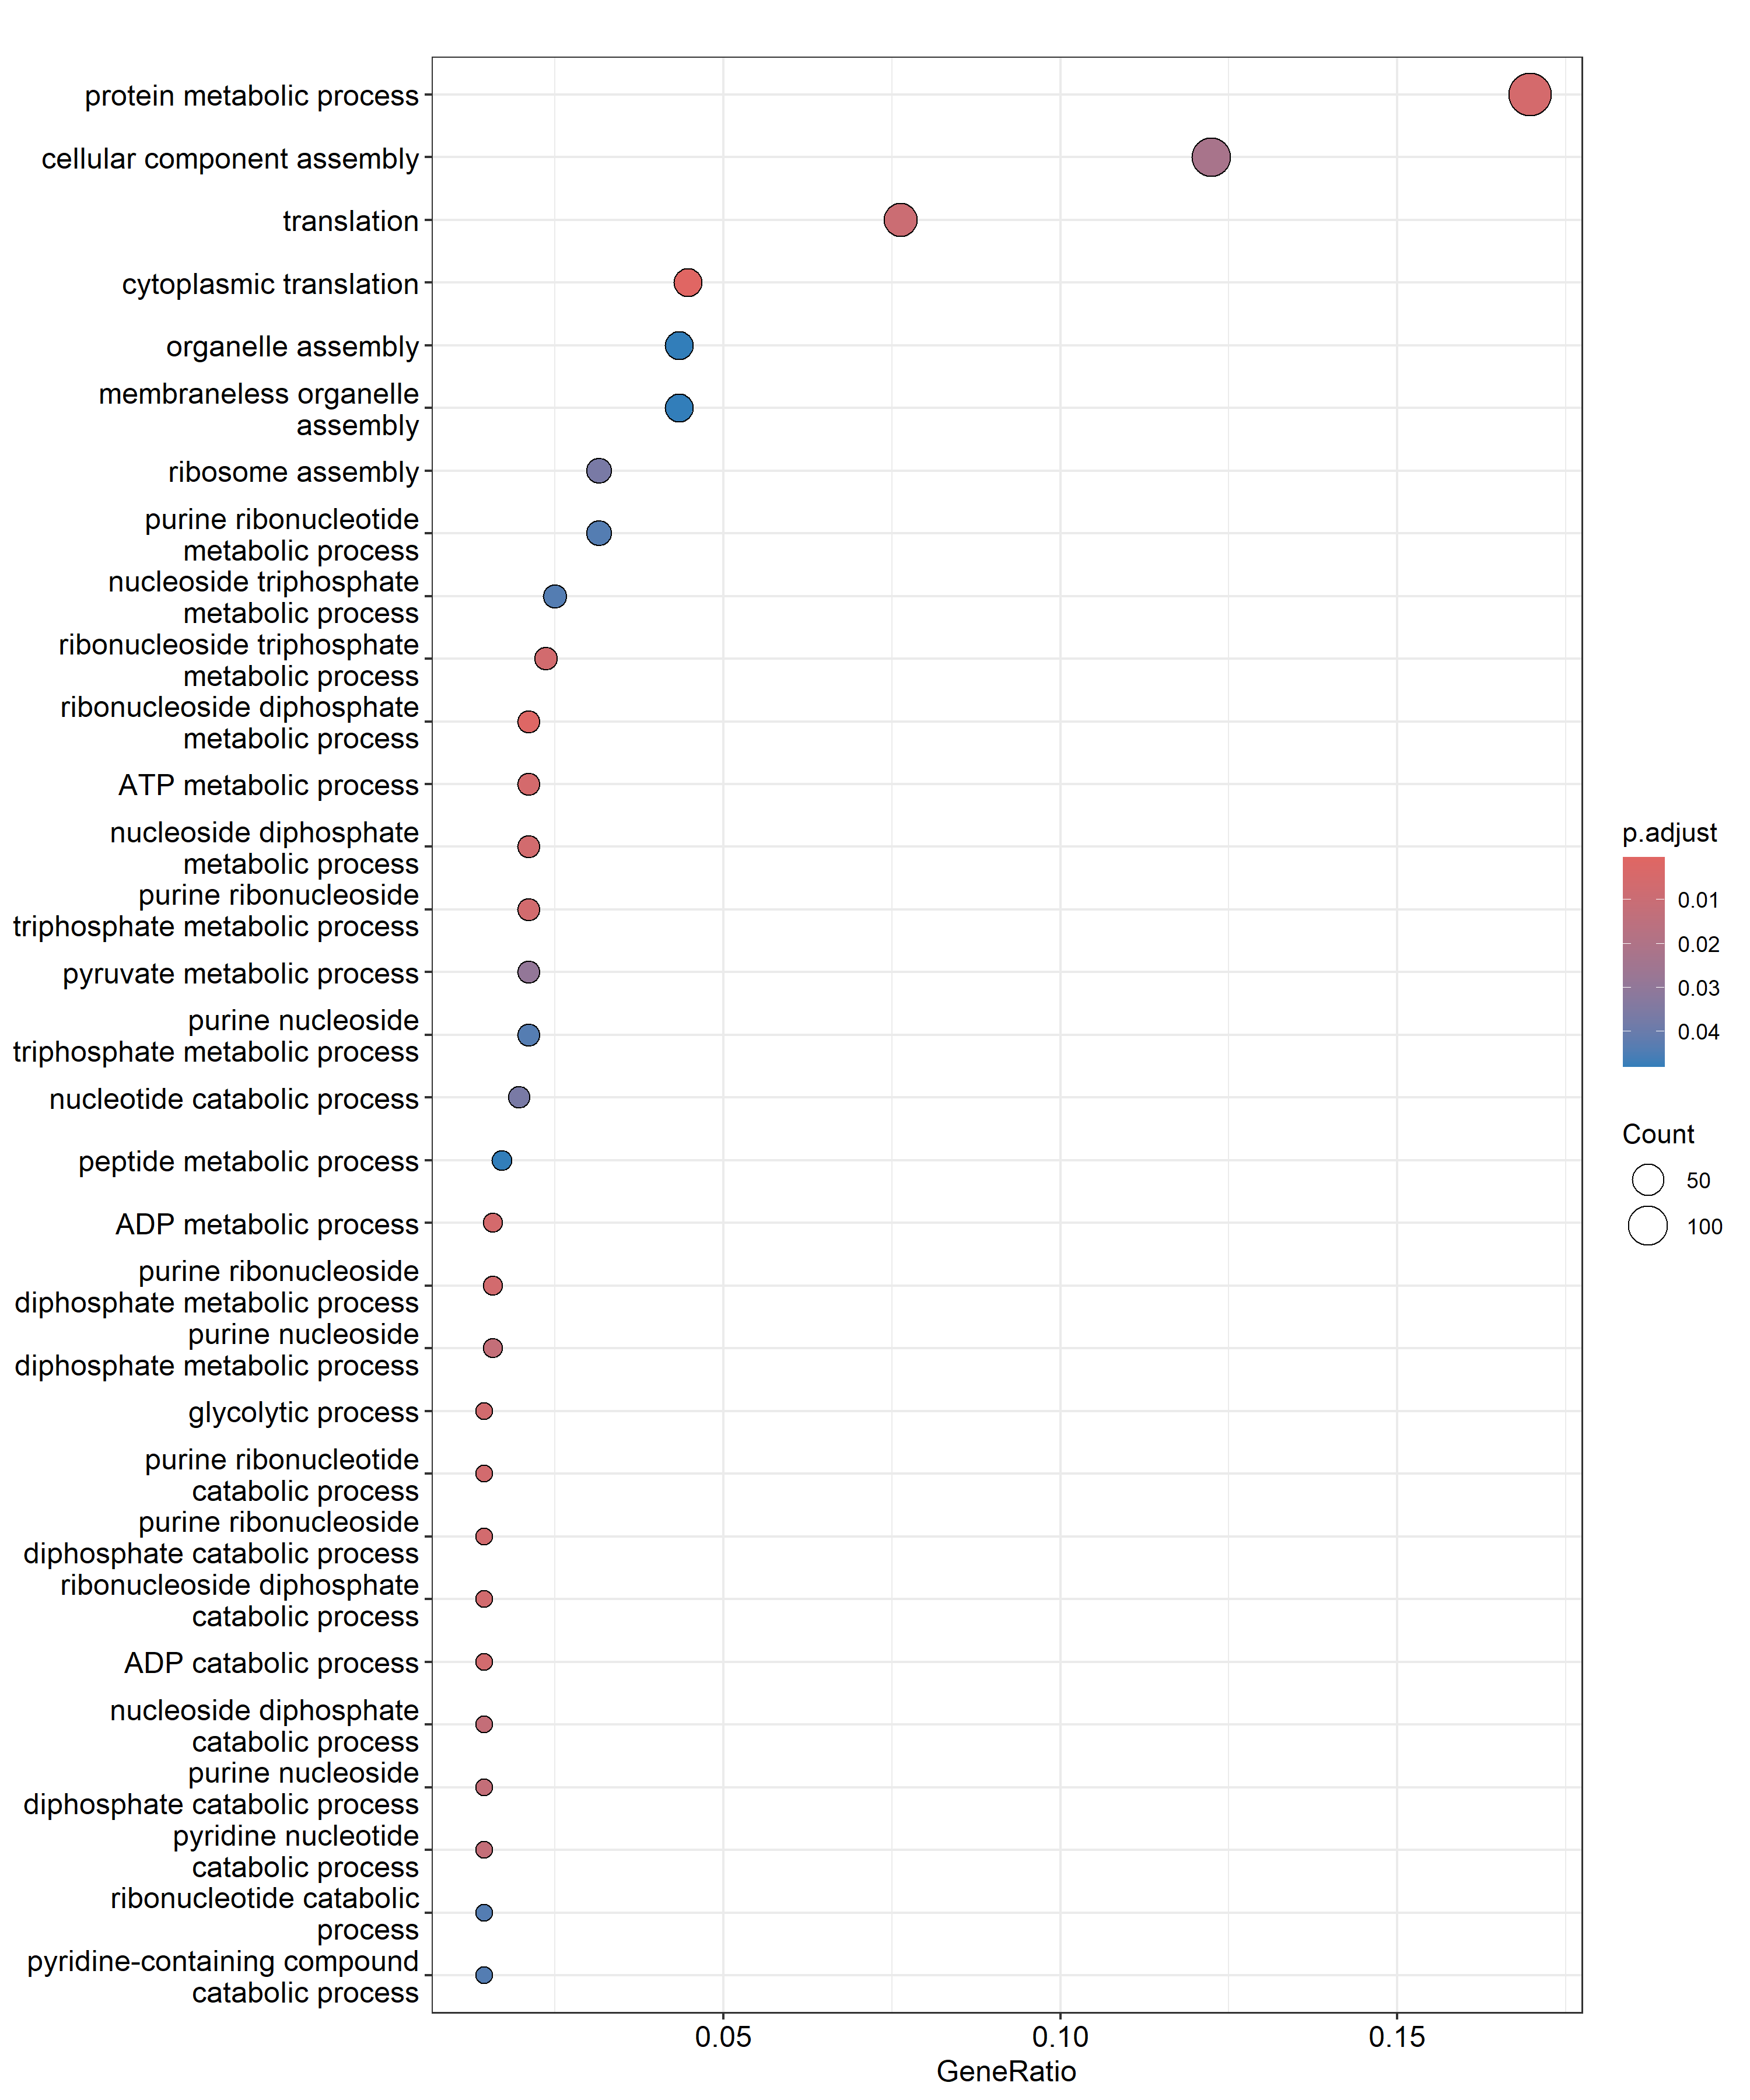 protein metabolic process
cellular component assembly
translation
cytoplasmic translation
organelle assembly
membraneless organelle
assembly
ribosome assembly
purine ribonucleotide
metabolic process
nucleoside triphosphate
metabolic process
ribonucleoside triphosphate
metabolic process
ribonucleoside diphosphate
metabolic process
ATP metabolic process
nucleoside diphosphate
metabolic process
purine ribonucleoside
triphosphate metabolic process
pyruvate metabolic process
purine nucleoside
triphosphate metabolic process
nucleotide catabolic process
peptide metabolic process
ADP metabolic process
purine ribonucleoside
diphosphate metabolic process
purine nucleoside
diphosphate metabolic process
glycolytic process
purine ribonucleotide
catabolic process
purine ribonucleoside
diphosphate catabolic process
ribonucleoside diphosphate
catabolic process
ADP catabolic process
nucleoside diphosphate
catabolic process
purine nucleoside
diphosphate catabolic process
pyridine nucleotide
catabolic process
ribonucleotide catabolic
process
pyridine-containing compound
catabolic process
0.05 0.10 0.15
GeneRatio
p.adjust
0.01
0.02
0.03
0.04
Count
50
100